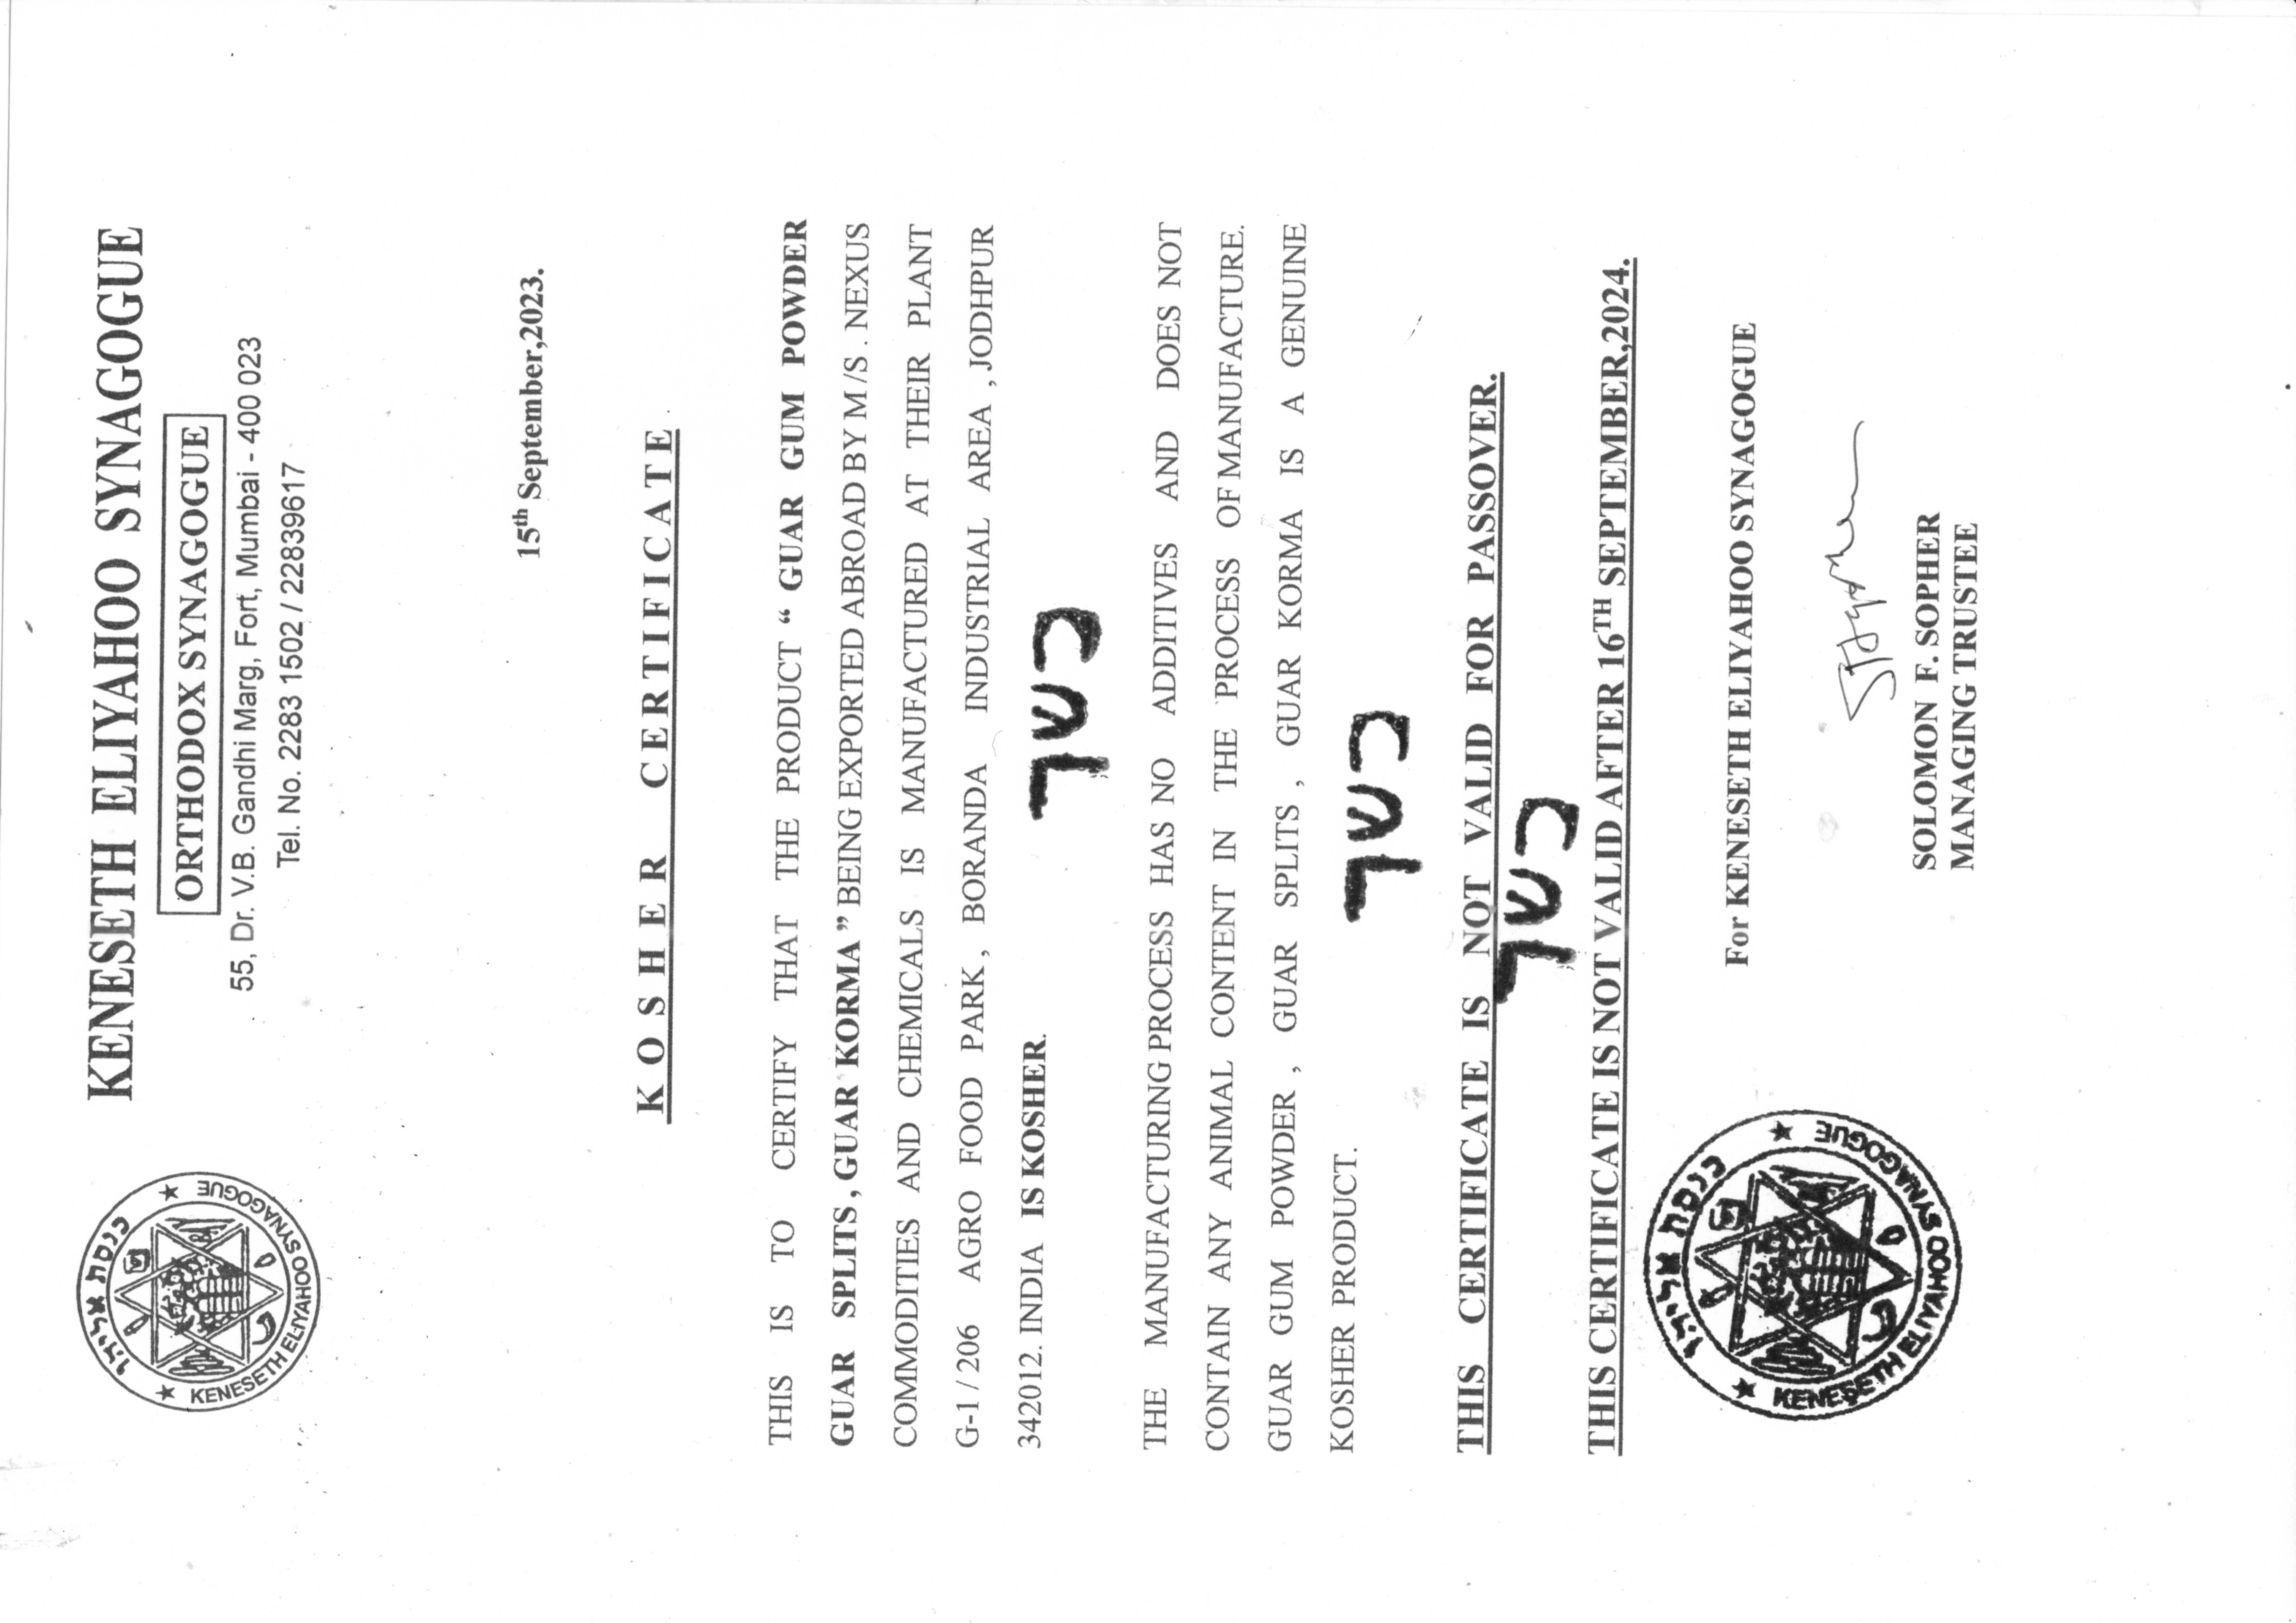 כנסת אליהו
★ KENESETH ELIYAHOO SYNAGOGUE ★
KENESETH ELIYAHOO SYNAGOGUE
ORTHODOX SYNAGOGUE
55, Dr. V.B. Gandhi Marg, Fort, Mumbai - 400 023
Tel. No. 2283 1502 / 22839617
15th September,2023.
KOSHER CERTIFICATE
THIS IS TO CERTIFY THAT THE PRODUCT “ GUAR GUM POWDER
GUAR SPLITS , GUAR KORMA ” BEING EXPORTED ABROAD BY M /S . NEXUS
COMMODITIES AND CHEMICALS IS MANUFACTURED AT THEIR PLANT
G-1 / 206 AGRO FOOD PARK , BORANDA INDUSTRIAL AREA , JODHPUR
342012. INDIA IS KOSHER.
כשר
THE MANUFACTURING PROCESS HAS NO ADDITIVES AND DOES NOT
CONTAIN ANY ANIMAL CONTENT IN THE PROCESS OF MANUFACTURE.
GUAR GUM POWDER , GUAR SPLITS , GUAR KORMA IS A GENUINE
KOSHER PRODUCT.
כשר
THIS CERTIFICATE IS NOT VALID FOR PASSOVER.
כשר
THIS CERTIFICATE IS NOT VALID AFTER 16TH SEPTEMBER,2024.
כנסת אליהו
★ KENESETH ELIYAHOO SYNAGOGUE ★
For KENESETH ELIYAHOO SYNAGOGUE
SOLOMON F. SOPHER
MANAGING TRUSTEE